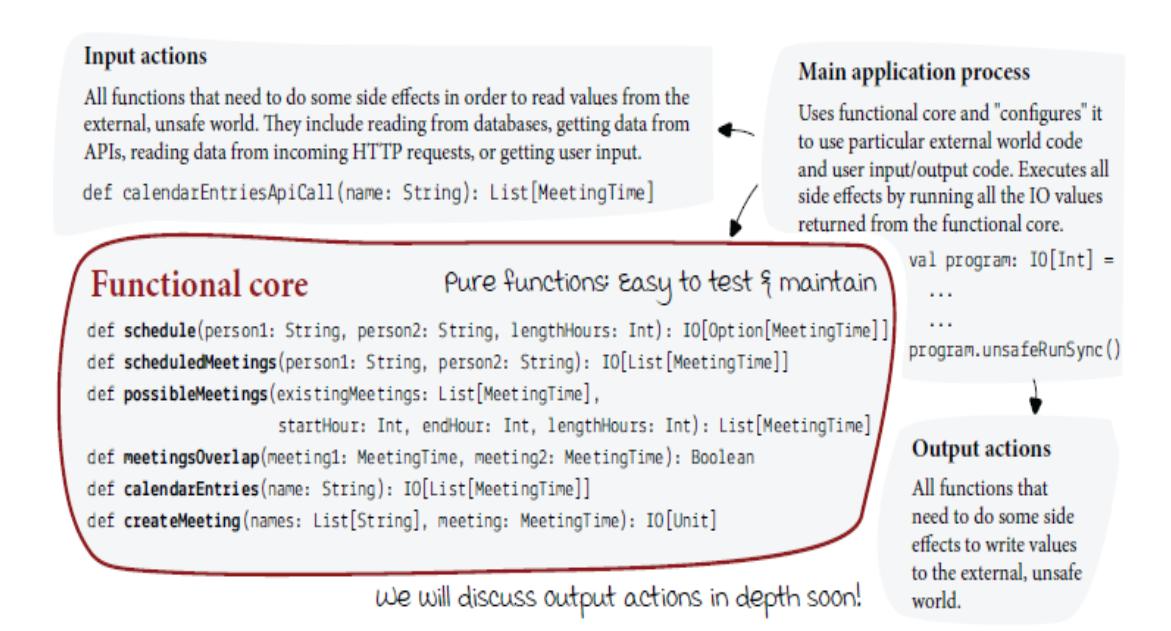 Input actions
All functions that need to do some side effects in order to read values from the
external, unsafe world. They include reading from databases, getting data from
APIs, reading data from incoming HTTP requests, or getting user input.
def calendarEntriesApiCall(name: String): List[MeetingTime]
Main application process
Uses functional core and "configures" it
to use particular external world code
and user input/output code. Executes all
side effects by running all the IO values
returned from the functional core.
val program: IO[Int] =
...
...
program.unsafeRunSync()
Functional core
Pure functions: Easy to test & maintain
def schedule(person1: String, person2: String, lengthHours: Int): IO[Option[MeetingTime]]
def scheduledMeetings(person1: String, person2: String): IO[List[MeetingTime]]
def possibleMeetings(existingMeetings: List[MeetingTime],
startHour: Int, endHour: Int, lengthHours: Int): List[MeetingTime]
def meetingsOverlap(meeting1: MeetingTime, meeting2: MeetingTime): Boolean
def calendarEntries(name: String): IO[List[MeetingTime]]
def createMeeting(names: List[String], meeting: MeetingTime): IO[Unit]
Output actions
All functions that
need to do some side
effects to write values
to the external, unsafe
world.
We will discuss output actions in depth soon!